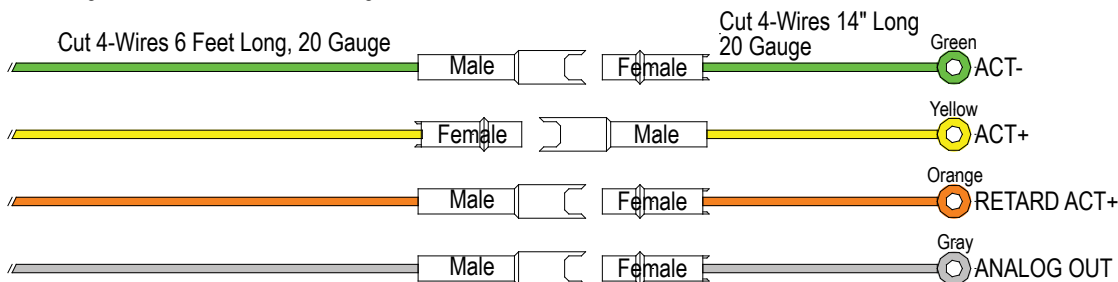 Cut 4-Wires 6 Feet Long, 20 Gauge
Cut 4-Wires 14" Long
20 Gauge
Male Female Green ACT-
Female Male Yellow ACT+
Male Female Orange RETARD ACT+
Male Female Gray ANALOG OUT